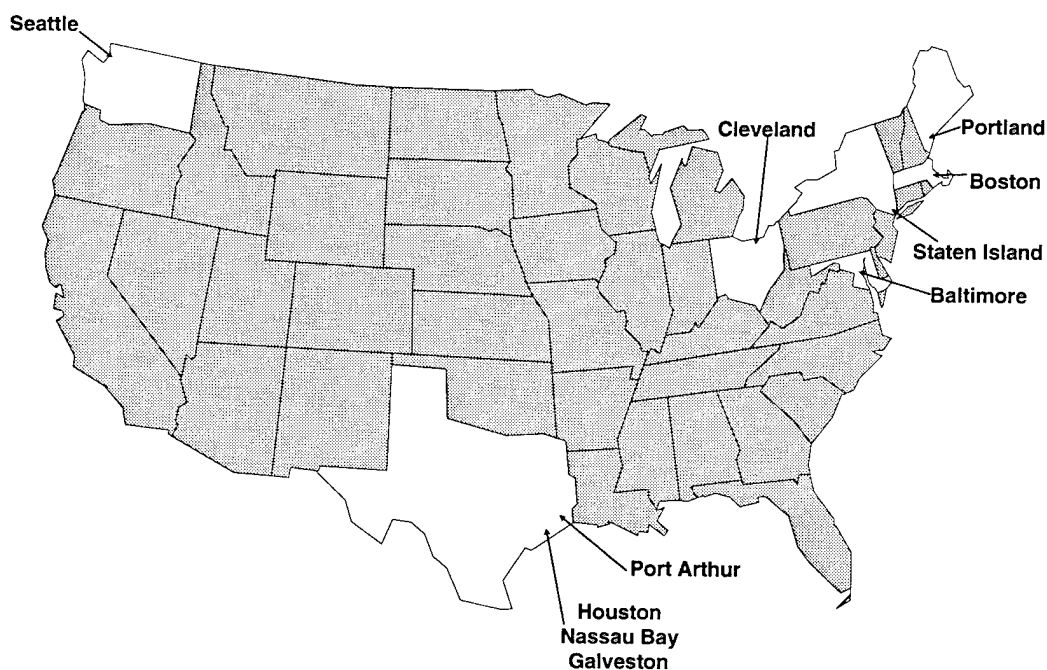 Seattle
Cleveland
Portland
Boston
Staten Island
Baltimore
Port Arthur
Houston
Nassau Bay
Galveston